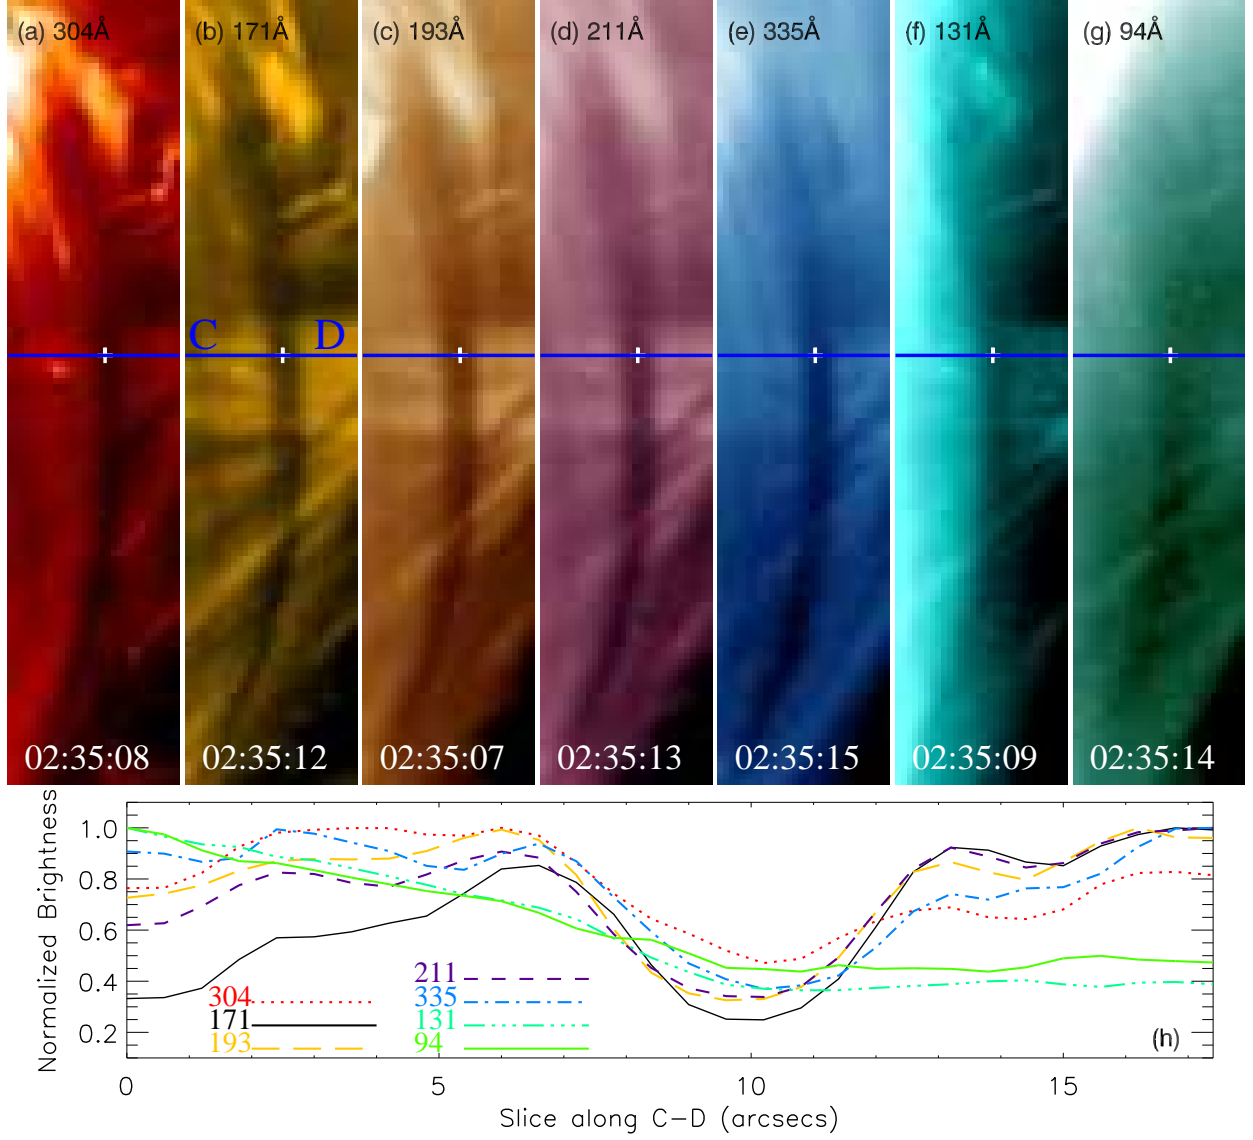 (a) 304Å (b) 171Å (c) 193Å (d) 211Å (e) 335Å (f) 131Å (g) 94Å
C D
02:35:08 02:35:12 02:35:07 02:35:13 02:35:15 02:35:09 02:35:14
Normalized Brightness
1.0
0.8
0.6
0.4
0.2
211
304 335
171 131
193 94
(h)
0 5 10 15
Slice along C-D (arcsecs)